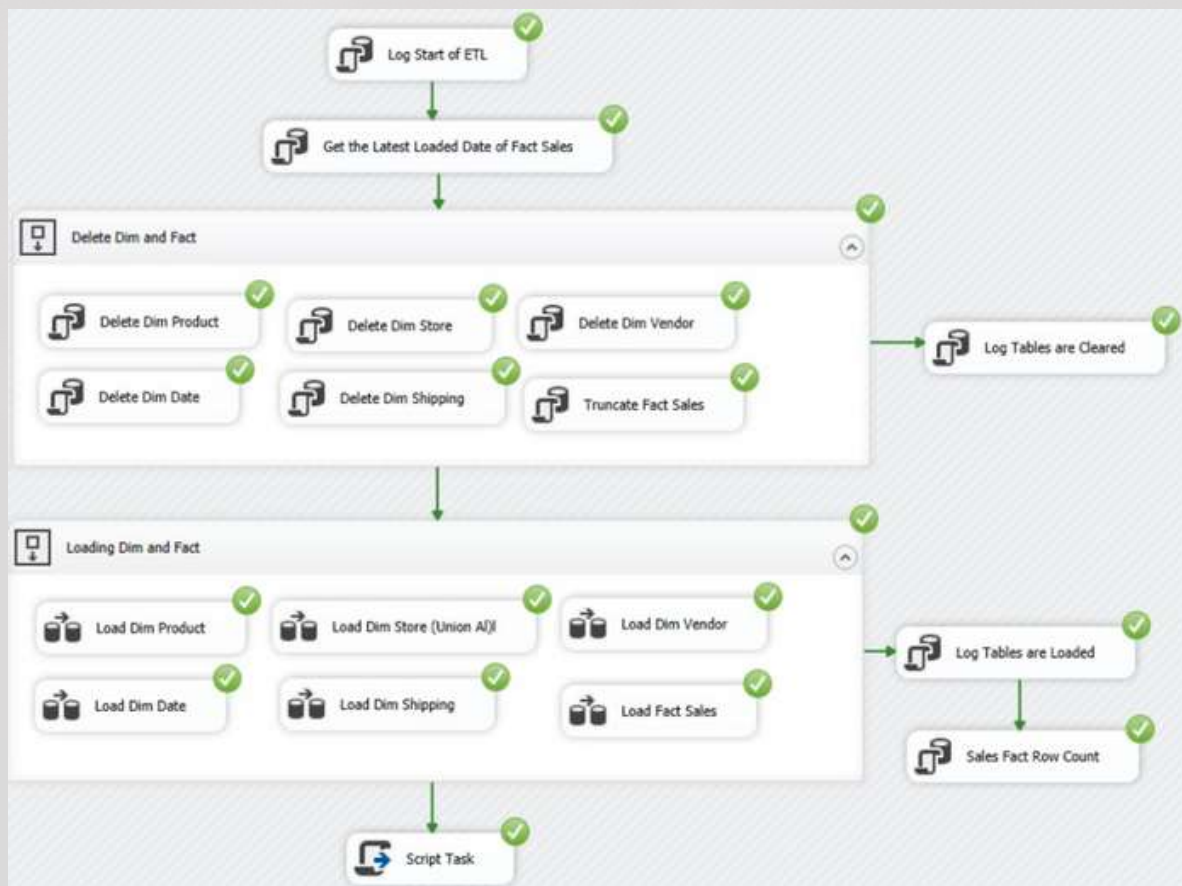 Log Start of ETL
Get the Latest Loaded Date of Fact Sales
Delete Dim and Fact
Delete Dim Product
Delete Dim Store
Delete Dim Vendor
Delete Dim Date
Delete Dim Shipping
Truncate Fact Sales
Log Tables are Cleared
Loading Dim and Fact
Load Dim Product
Load Dim Store (Union Al)l
Load Dim Vendor
Load Dim Date
Load Dim Shipping
Load Fact Sales
Log Tables are Loaded
Sales Fact Row Count
Script Task